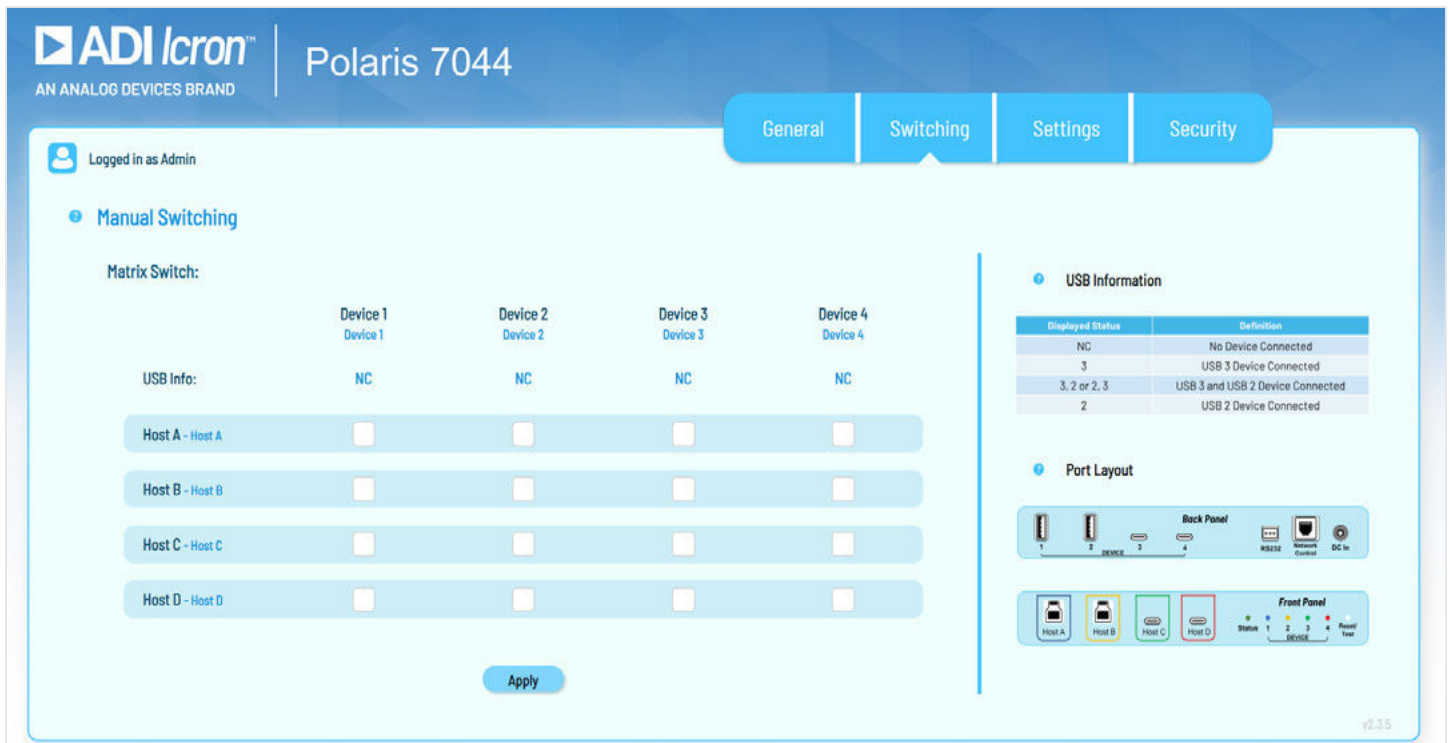 ADI Icron™
AN ANALOG DEVICES BRAND
Polaris 7044
General Switching Settings Security
Logged in as Admin
? Manual Switching
Matrix Switch:
Device 1 Device 2 Device 3 Device 4
Device 1 Device 2 Device 3 Device 4
USB Info: NC NC NC NC
Host A - Host A
Host B - Host B
Host C - Host C
Host D - Host D
Apply
? USB Information
Displayed Status Definition
NC No Device Connected
3 USB 3 Device Connected
3, 2 or 2, 3 USB 3 and USB 2 Device Connected
2 USB 2 Device Connected
? Port Layout
Back Panel
1 2 3 4
DEVICE
RS232 Network Control DC In
Front Panel
Host A Host B Host C Host D
Status 1 2 3 4 Reset/ Test
DEVICE
v2.3.5